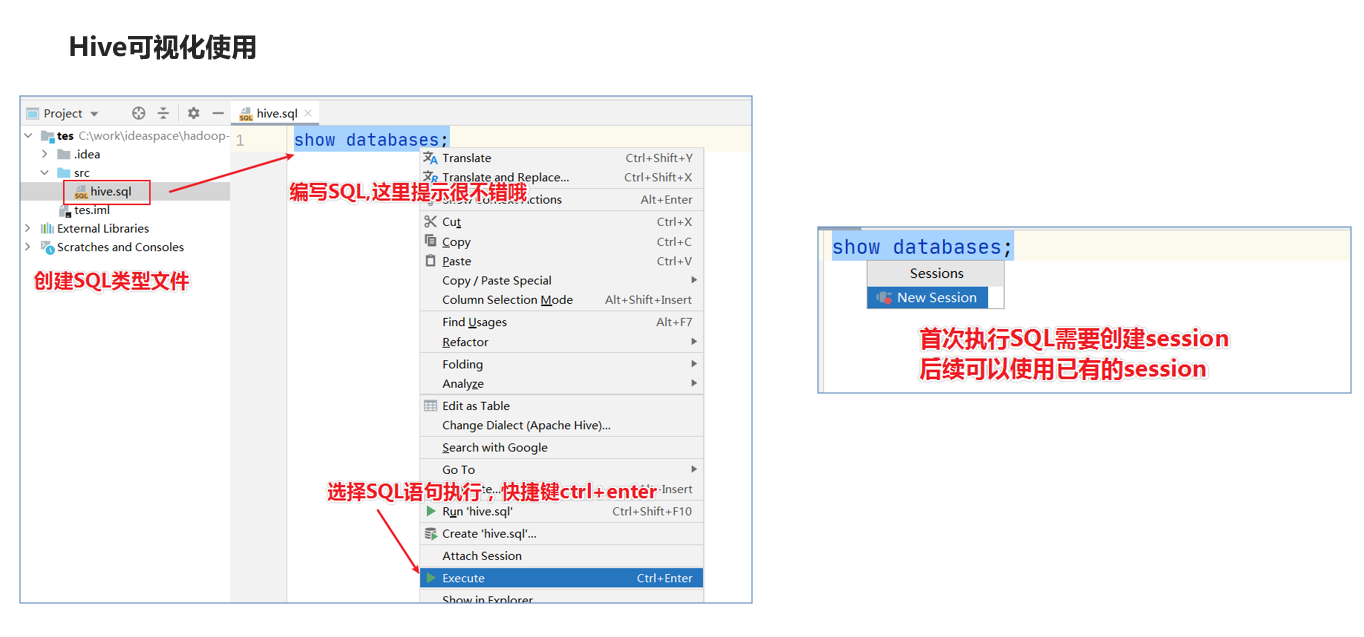 Hive可视化使用
Project
hive.sql
tes C:\work\ideaspace\hadoop-
1
show databases;
.idea
src
hive.sql
tes.iml
External Libraries
Scratches and Consoles
创建SQL类型文件
编写SQL,这里提示很不错哦
Translate Ctrl+Shift+Y
Translate and Replace... Ctrl+Shift+X
Show Context Actions Alt+Enter
Cut Ctrl+X
Copy Ctrl+C
Paste Ctrl+V
Copy / Paste Special
Column Selection Mode Alt+Shift+Insert
Find Usages Alt+F7
Refactor
Folding
Analyze
Edit as Table
Change Dialect (Apache Hive)...
Search with Google
Go To
Insert
选择SQL语句执行，快捷键ctrl+enter
Run 'hive.sql' Ctrl+Shift+F10
Create 'hive.sql'...
Attach Session
Execute Ctrl+Enter
Show in Explorer
show databases;
Sessions
New Session
首次执行SQL需要创建session
后续可以使用已有的session